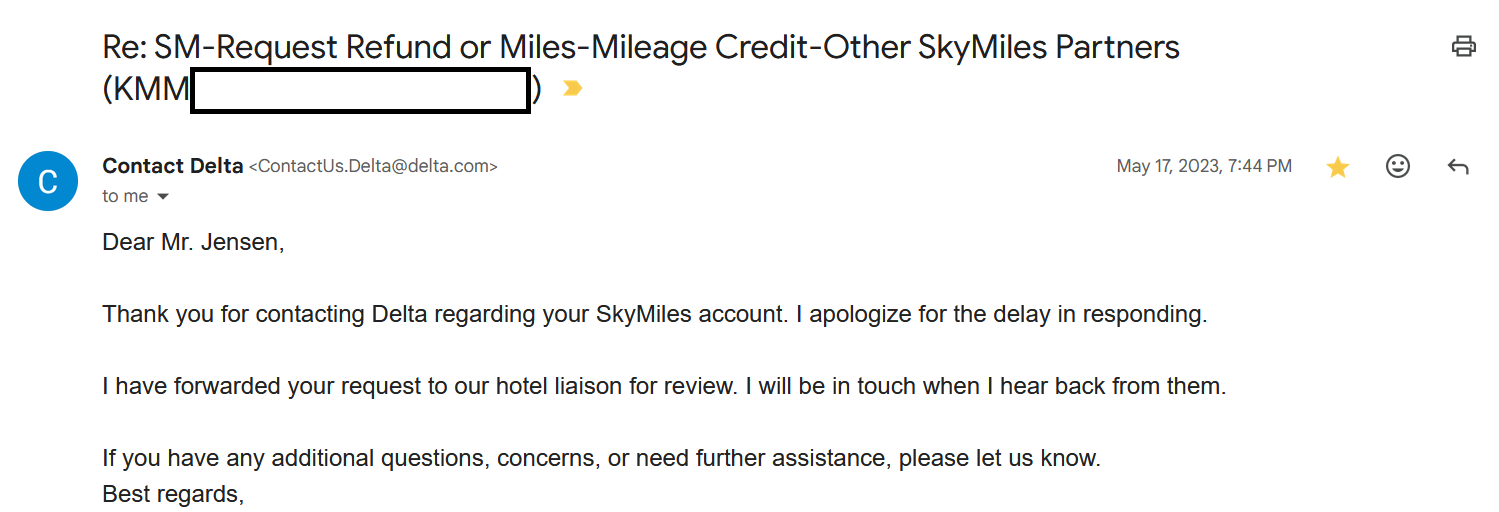 Re: SM-Request Refund or Miles-Mileage Credit-Other SkyMiles Partners
(KMM )
C
Contact Delta <ContactUs.Delta@delta.com>
May 17, 2023, 7:44 PM
to me
Dear Mr. Jensen,
Thank you for contacting Delta regarding your SkyMiles account. I apologize for the delay in responding.
I have forwarded your request to our hotel liaison for review. I will be in touch when I hear back from them.
If you have any additional questions, concerns, or need further assistance, please let us know.
Best regards,